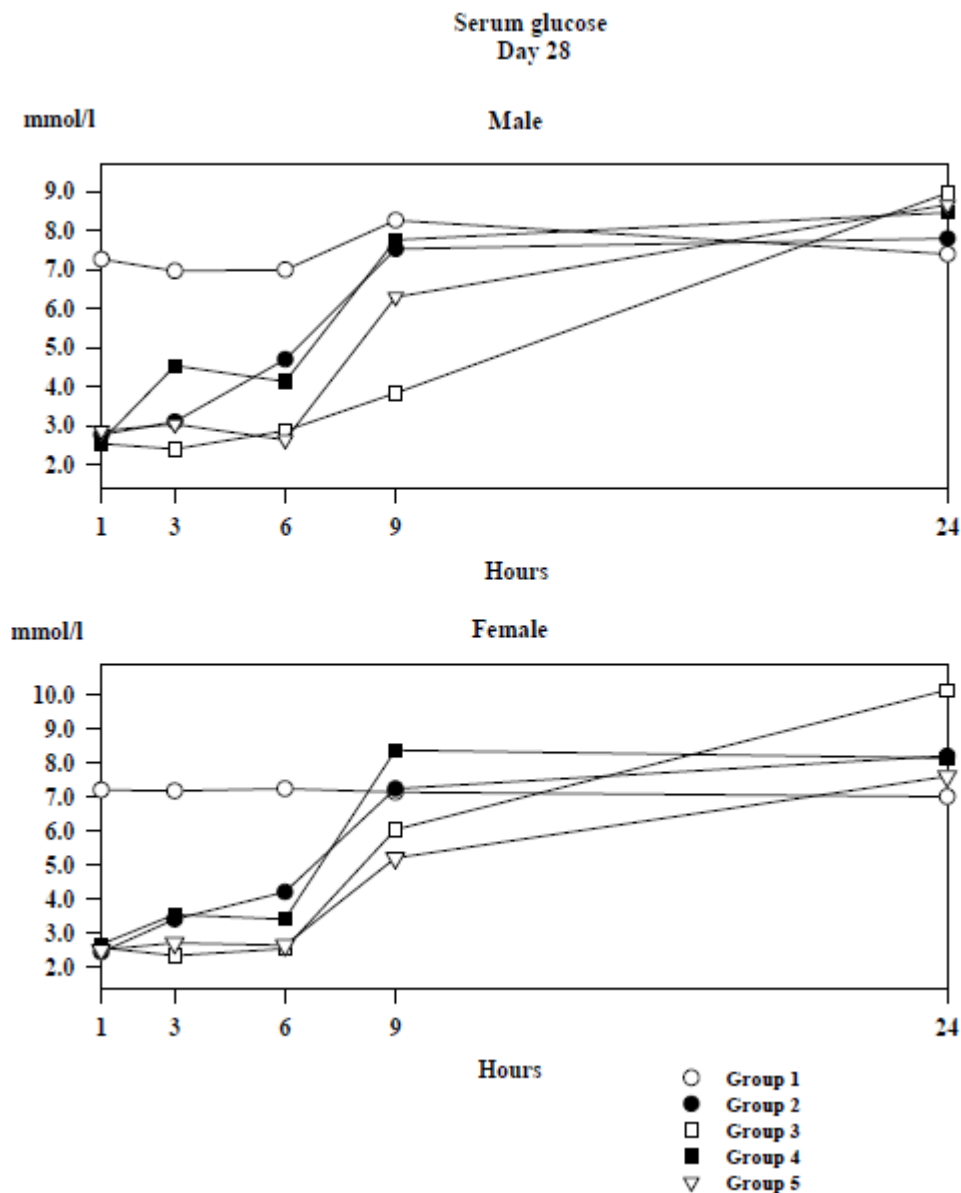 Serum glucose
Day 28
mmol/l
Male
9.0
8.0
7.0
6.0
5.0
4.0
3.0
2.0
1 3 6 9 24
Hours
mmol/l
Female
10.0
9.0
8.0
7.0
6.0
5.0
4.0
3.0
2.0
1 3 6 9 24
Hours
Group 1
Group 2
Group 3
Group 4
Group 5